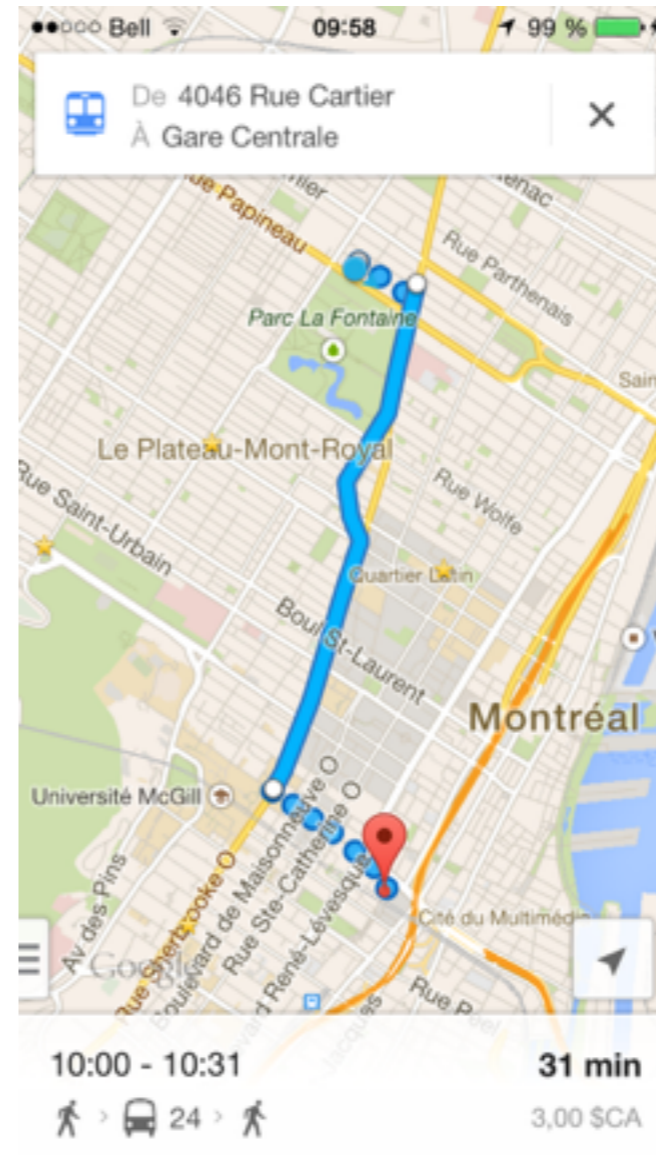 Bell 09:58 99 %
De 4046 Rue Cartier
À Gare Centrale
Rue Parthenais
Parc La Fontaine
Le Plateau-Mont-Royal
Rue Wolfe
Rue Saint-Urbain
Quartier Latin
Boul St-Laurent
Montréal
Université McGill
Rue Sherbrooke O
Boulevard de Maisonneuve O
Rue Ste-Catherine O
René-Lévesque
Av des Pins
Cité du Multimédia
Google
Rue Peel
10:00 - 10:31 31 min
24 3,00 $CA